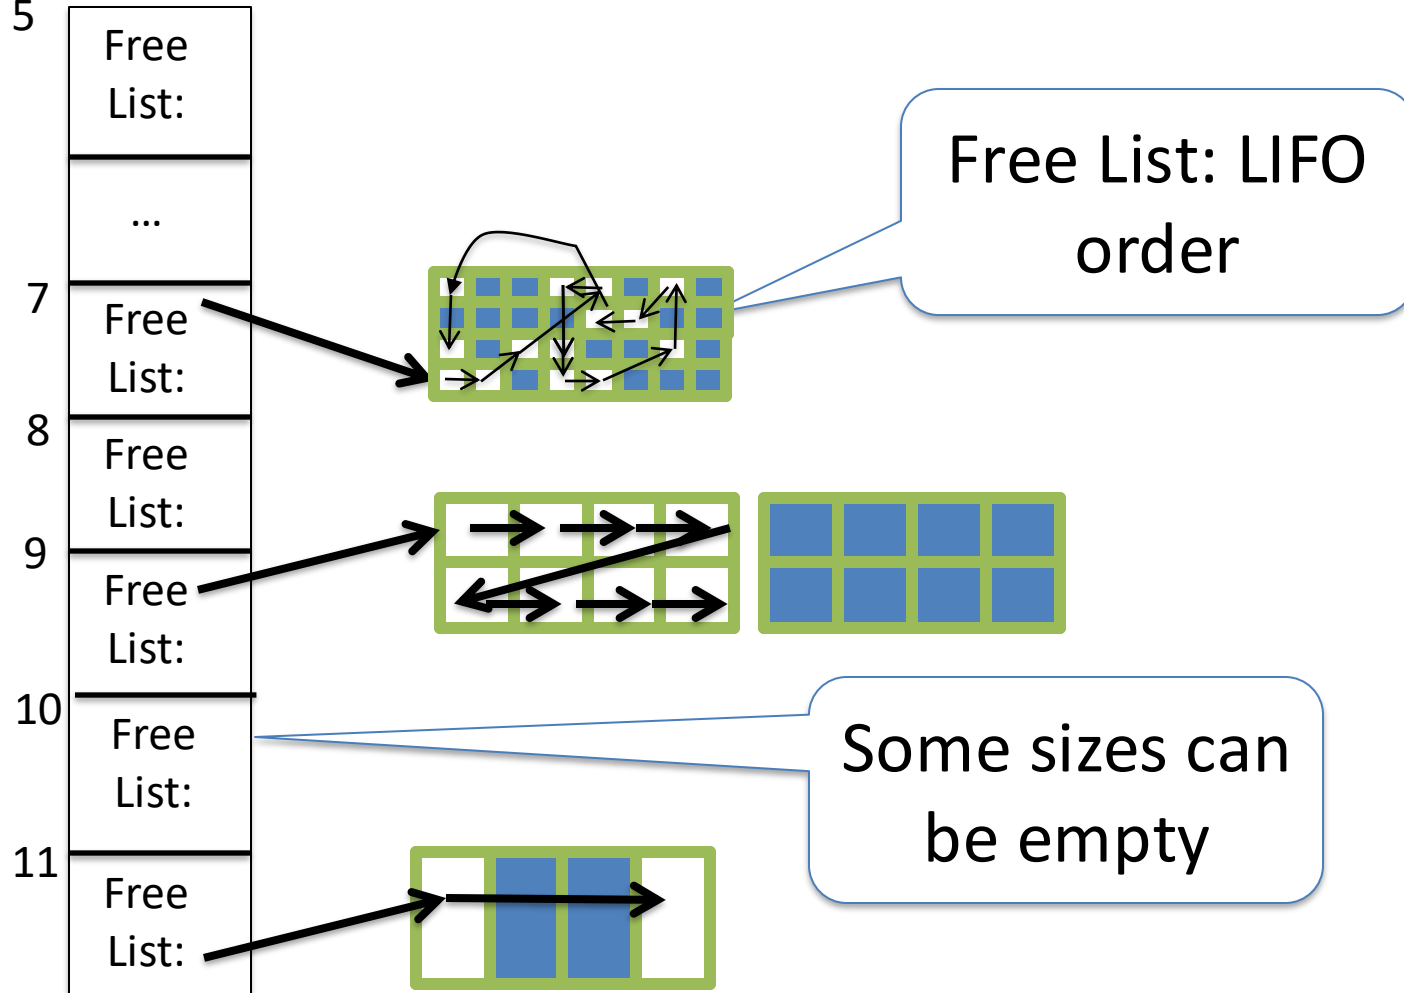 5
Free
List:
...
7
Free
List:
8
Free
List:
9
Free
List:
10
Free
List:
11
Free
List:
Free List: LIFO
order
Some sizes can
be empty